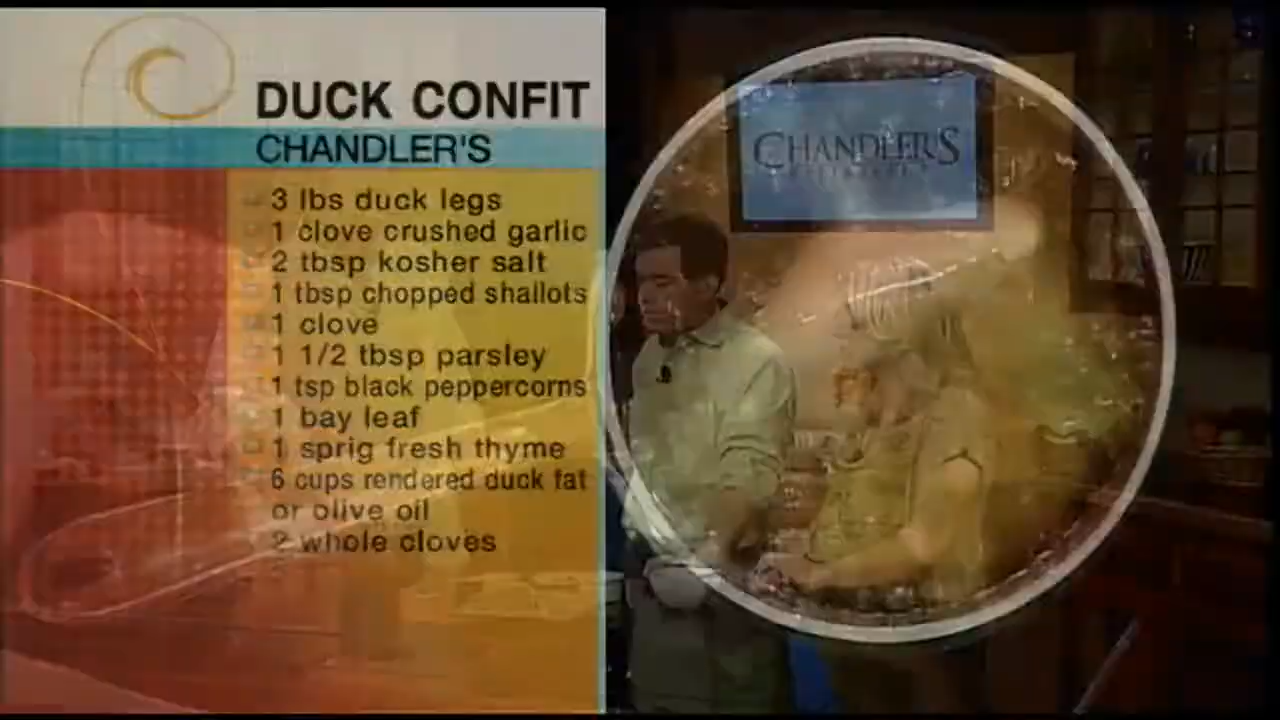 DUCK CONFIT
CHANDLER'S
3 lbs duck legs
1 clove crushed garlic
2 tbsp kosher salt
1 tbsp chopped shallots
1 clove
1 1/2 tbsp parsley
1 tsp black peppercorns
1 bay leaf
1 sprig fresh thyme
6 cups rendered duck fat
or olive oil
2 whole cloves
CHANDLER'S